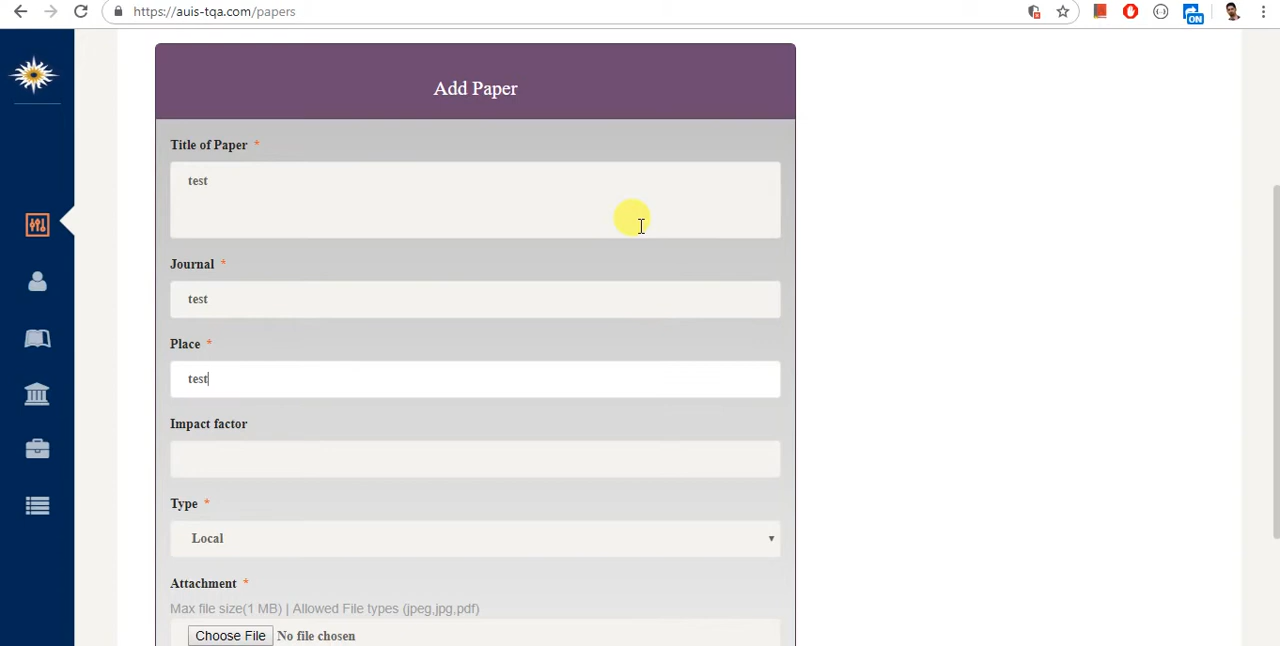 https://auis-tqa.com/papers
ON
Add Paper
Title of Paper *
test
Journal *
test
Place *
test
Impact factor
Type *
Local
Attachment *
Max file size(1 MB) | Allowed File types (jpeg,jpg,pdf)
Choose File No file chosen